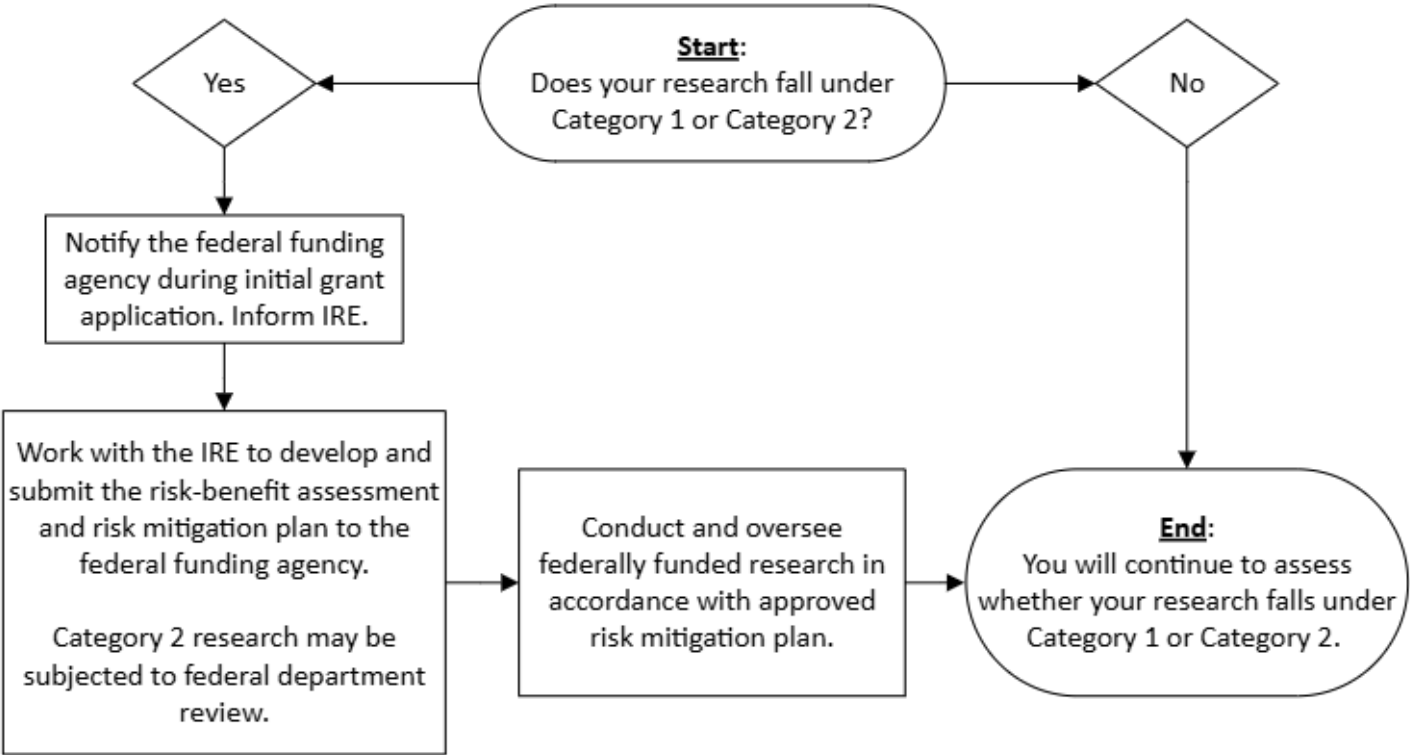 Yes
Start:
Does your research fall under
Category 1 or Category 2?
No
Notify the federal funding
agency during initial grant
application. Inform IRE.
Work with the IRE to develop and
submit the risk-benefit assessment
and risk mitigation plan to the
federal funding agency.
Category 2 research may be
subjected to federal department
review.
Conduct and oversee
federally funded research in
accordance with approved
risk mitigation plan.
End:
You will continue to assess
whether your research falls under
Category 1 or Category 2.